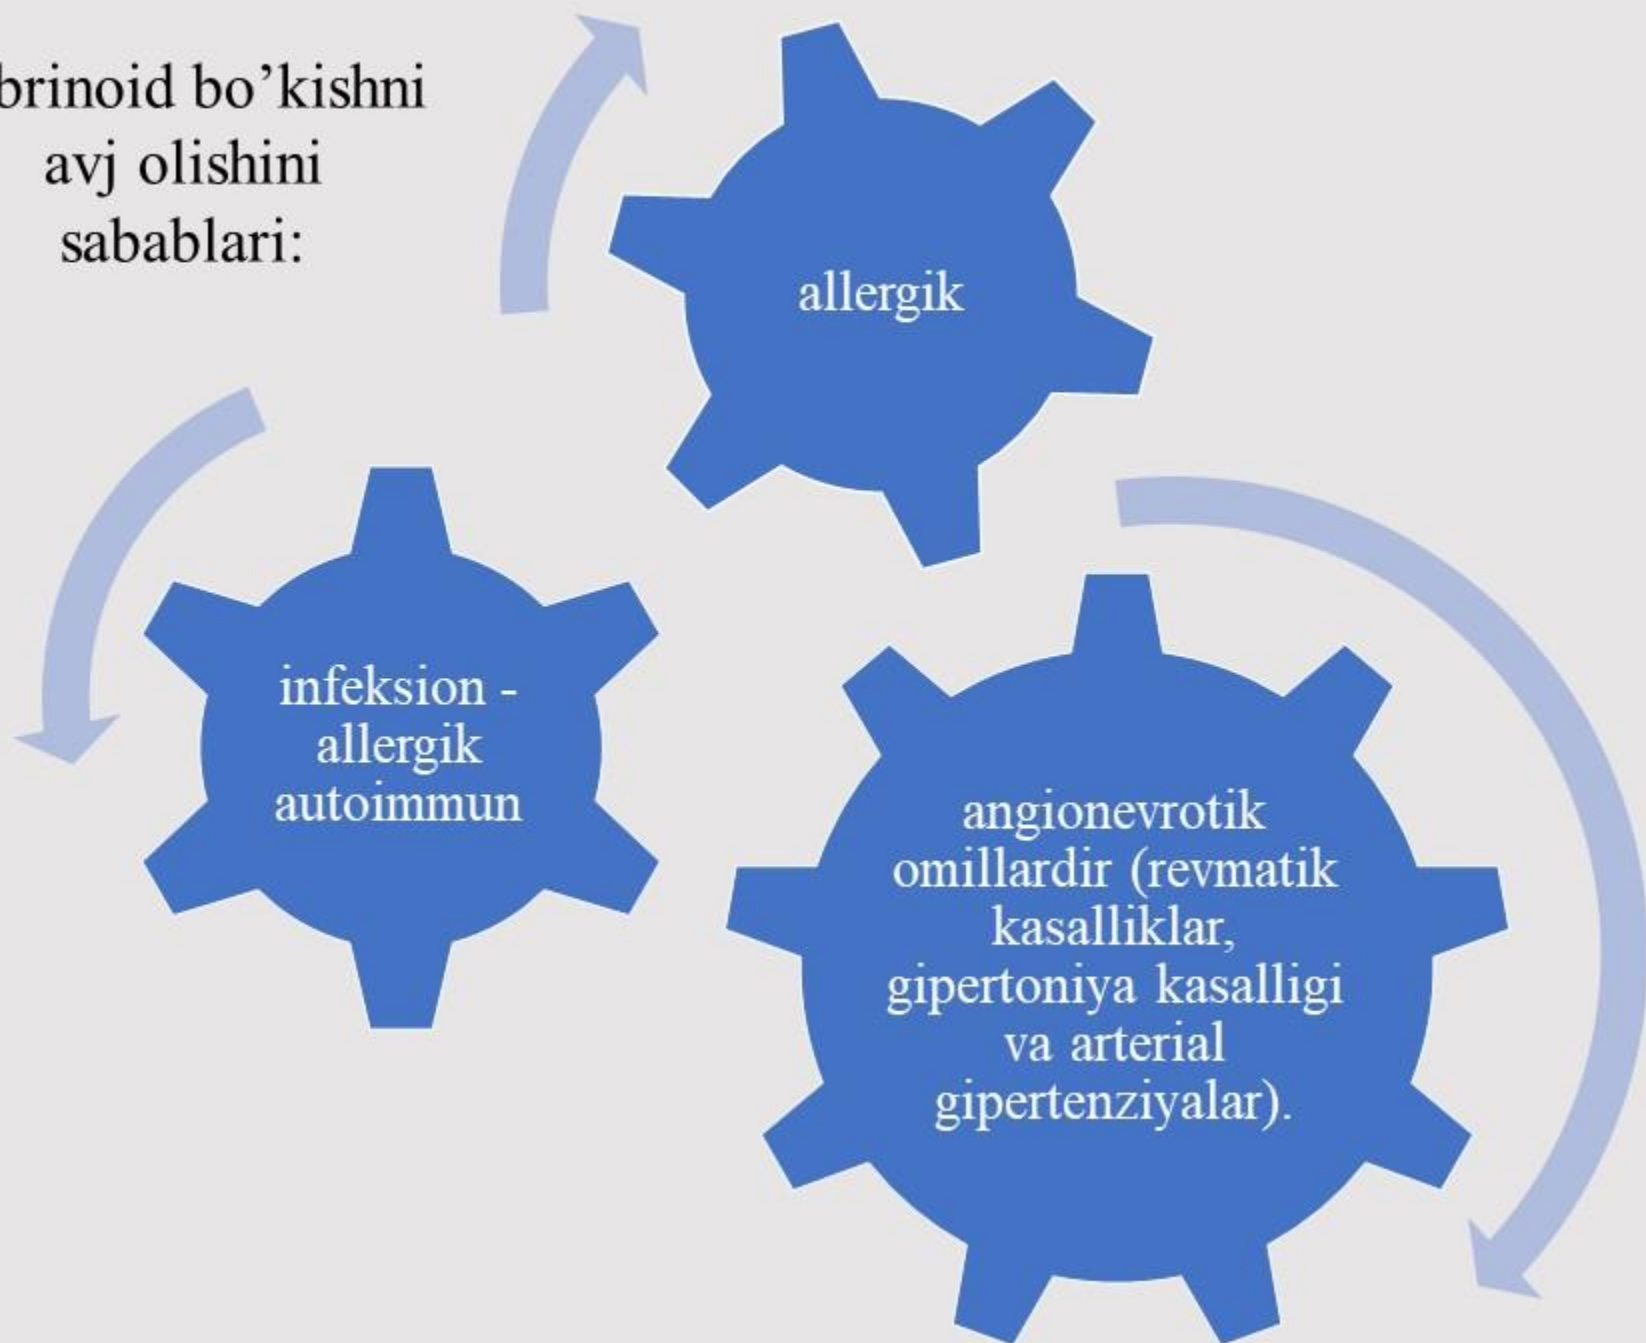 brinoid bo’kishni
avj olishini
sabablari:
allergik
infeksion -
allergik
autoimmun
angionevrotik
omillardir (revmatik
kasalliklar,
gipertoniya kasalligi
va arterial
gipertenziyalar).